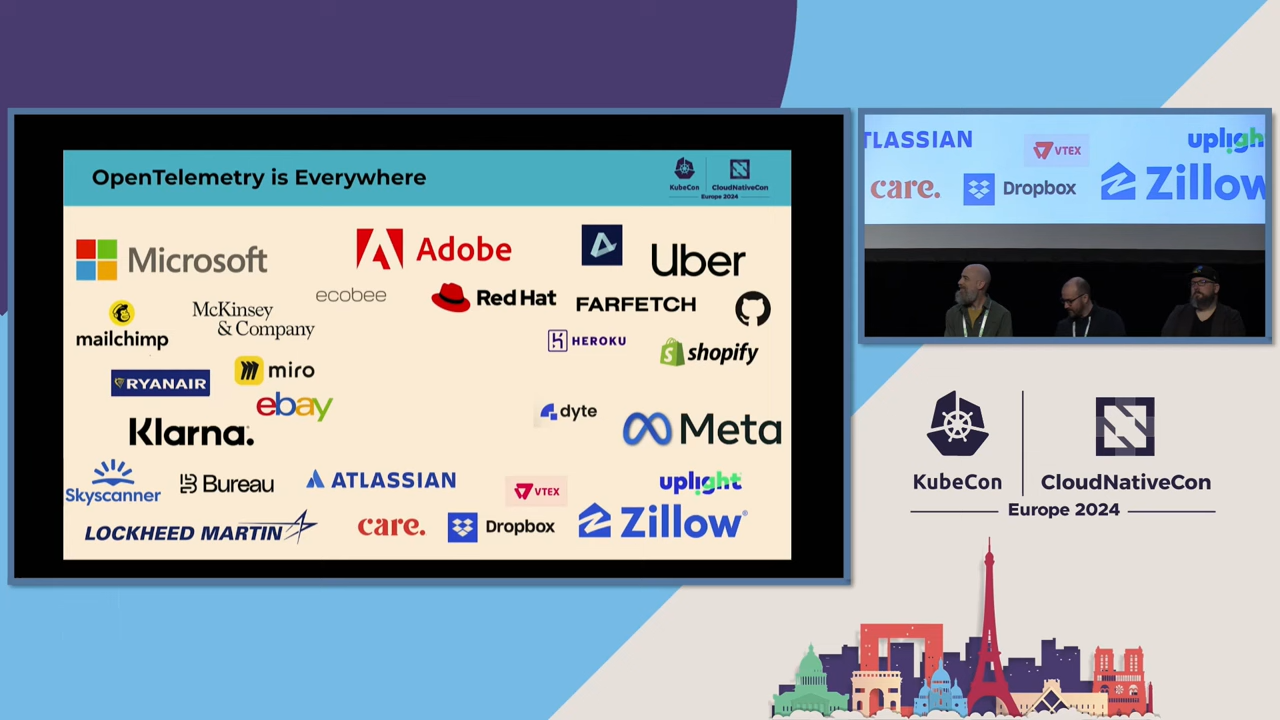 OpenTelemetry is Everywhere
KubeCon
CloudNativeCon
Europe 2024
Microsoft
Adobe
Uber
ecobee
Red Hat
FARFETCH
mailchimp
McKinsey
& Company
HEROKU
shopify
RYANAIR
miro
ebay
dyte
Meta
Klarna.
Skyscanner
Bureau
ATLASSIAN
VTEX
uplight
LOCKHEED MARTIN
care.
Dropbox
Zillow®
TLASSIAN
VTEX
upligh
care.
Dropbox
Zillow
KubeCon
CloudNativeCon
Europe 2024